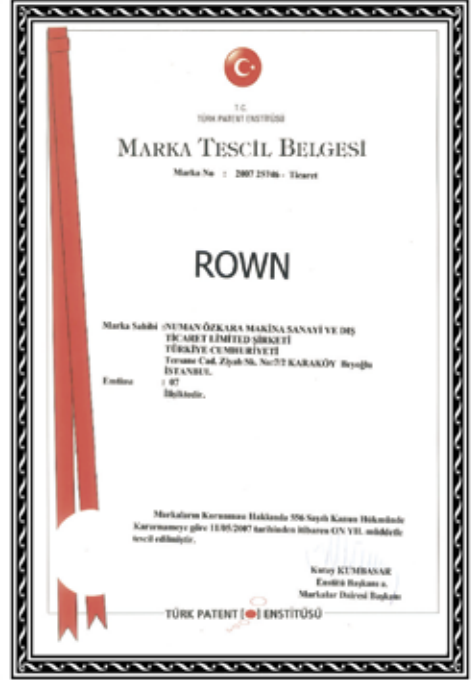 T.C.
TÜRK PATENT ENSTİTÜSÜ
MARKA TESCİL BELGESİ
Marka No : 2007 25746 - Ticaret
ROWN
Marka Sahibi :NUMAN ÖZKARA MAKİNA SANAYİ VE DIŞ
TİCARET LİMİTED ŞİRKETİ
TÜRKİYE CUMHURİYETİ
Tersane Cad. Ziyalı Sk. No:7/7 KARAKÖY Beyoğlu
İSTANBUL
Emtiası : 07
İlişiktedir.
Markaların Korunması Hakkında 556 Sayılı Kanun Hükmünde
Kararnameye göre 11/05/2007 tarihinden itibaren ON YIL müddetle
tescil edilmiştir.
Kutay KUMBASAR
Enstitü Başkanı a.
Markalar Dairesi Başkanı
TÜRK PATENT ENSTİTÜSÜ